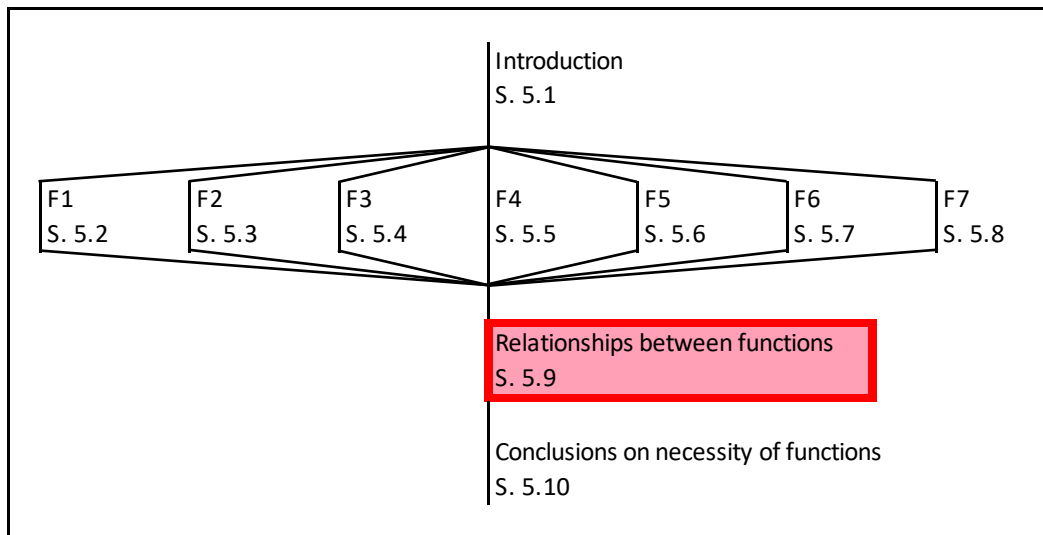 Introduction
S. 5.1
F1 F2 F3 F4 F5 F6 F7
S. 5.2 S. 5.3 S. 5.4 S. 5.5 S. 5.6 S. 5.7 S. 5.8
Relationships between functions
S. 5.9
Conclusions on necessity of functions
S. 5.10